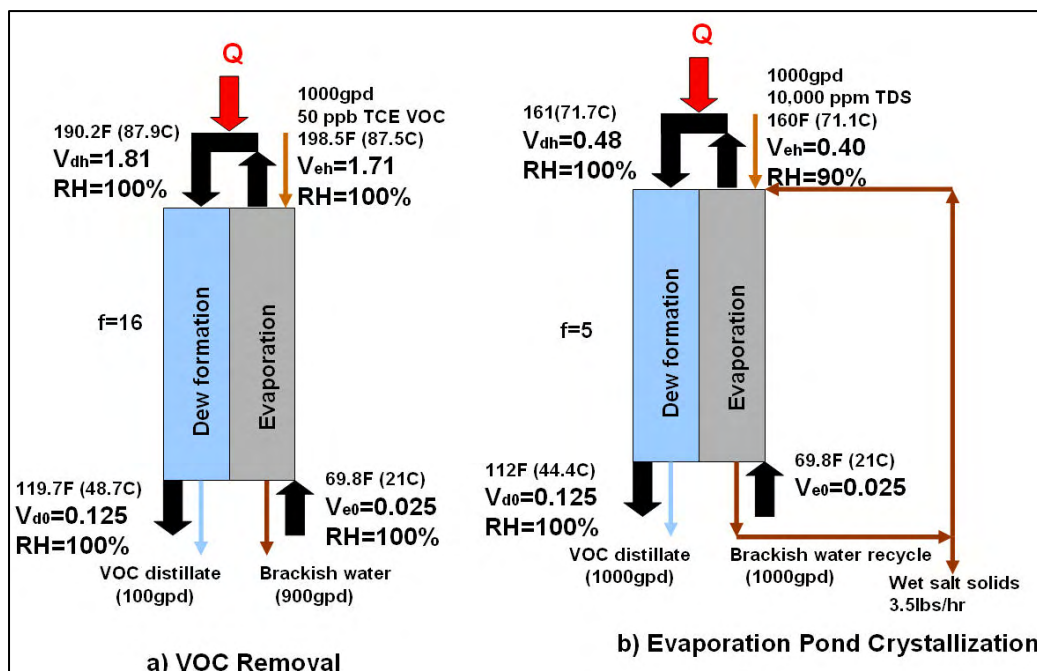 Q
1000gpd
50 ppb TCE VOC
190.2F (87.9C)
198.5F (87.5C)
Vdh=1.81
Veh=1.71
RH=100%
RH=100%
Dew formation
Evaporation
f=16
119.7F (48.7C)
Vd0=0.125
RH=100%
69.8F (21C)
Ve0=0.025
RH=100%
VOC distillate
(100gpd)
Brackish water
(900gpd)
a) VOC Removal
Q
1000gpd
10,000 ppm TDS
161(71.7C)
160F (71.1C)
Vdh=0.48
Veh=0.40
RH=100%
RH=90%
Dew formation
Evaporation
f=5
112F (44.4C)
Vd0=0.125
RH=100%
69.8F (21C)
Ve0=0.025
VOC distillate
(1000gpd)
Brackish water recycle
(1000gpd)
Wet salt solids
3.5lbs/hr
b) Evaporation Pond Crystallization